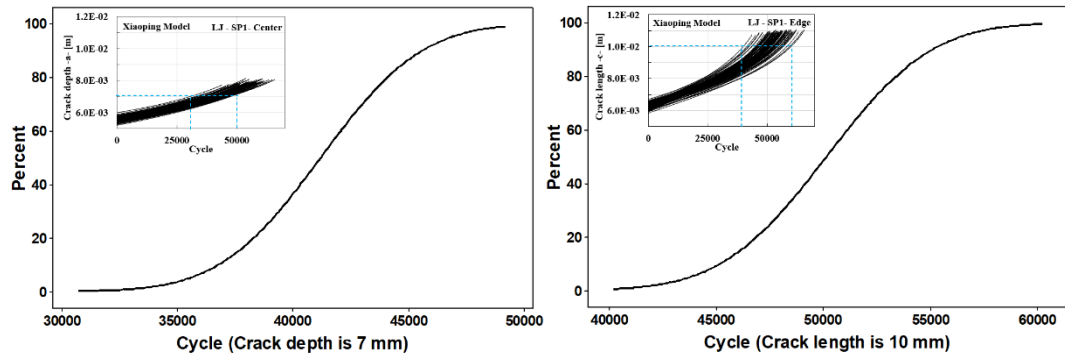 Percent
100
80
60
40
20
0
30000 35000 40000 45000 50000
Cycle (Crack depth is 7 mm)
Xiaoping Model LJ - SP1- Center
Crack depth -a- [m]
1.2E-02
1.0E-02
8.0E-03
6.0E-03
0 25000 50000
Cycle
Percent
100
80
60
40
20
0
40000 45000 50000 55000 60000
Cycle (Crack length is 10 mm)
Xiaoping Model LJ - SP1- Edge
Crack length -c- [m]
1.2E-02
1.0E-02
8.0E-03
6.0E-03
0 25000 50000
Cycle